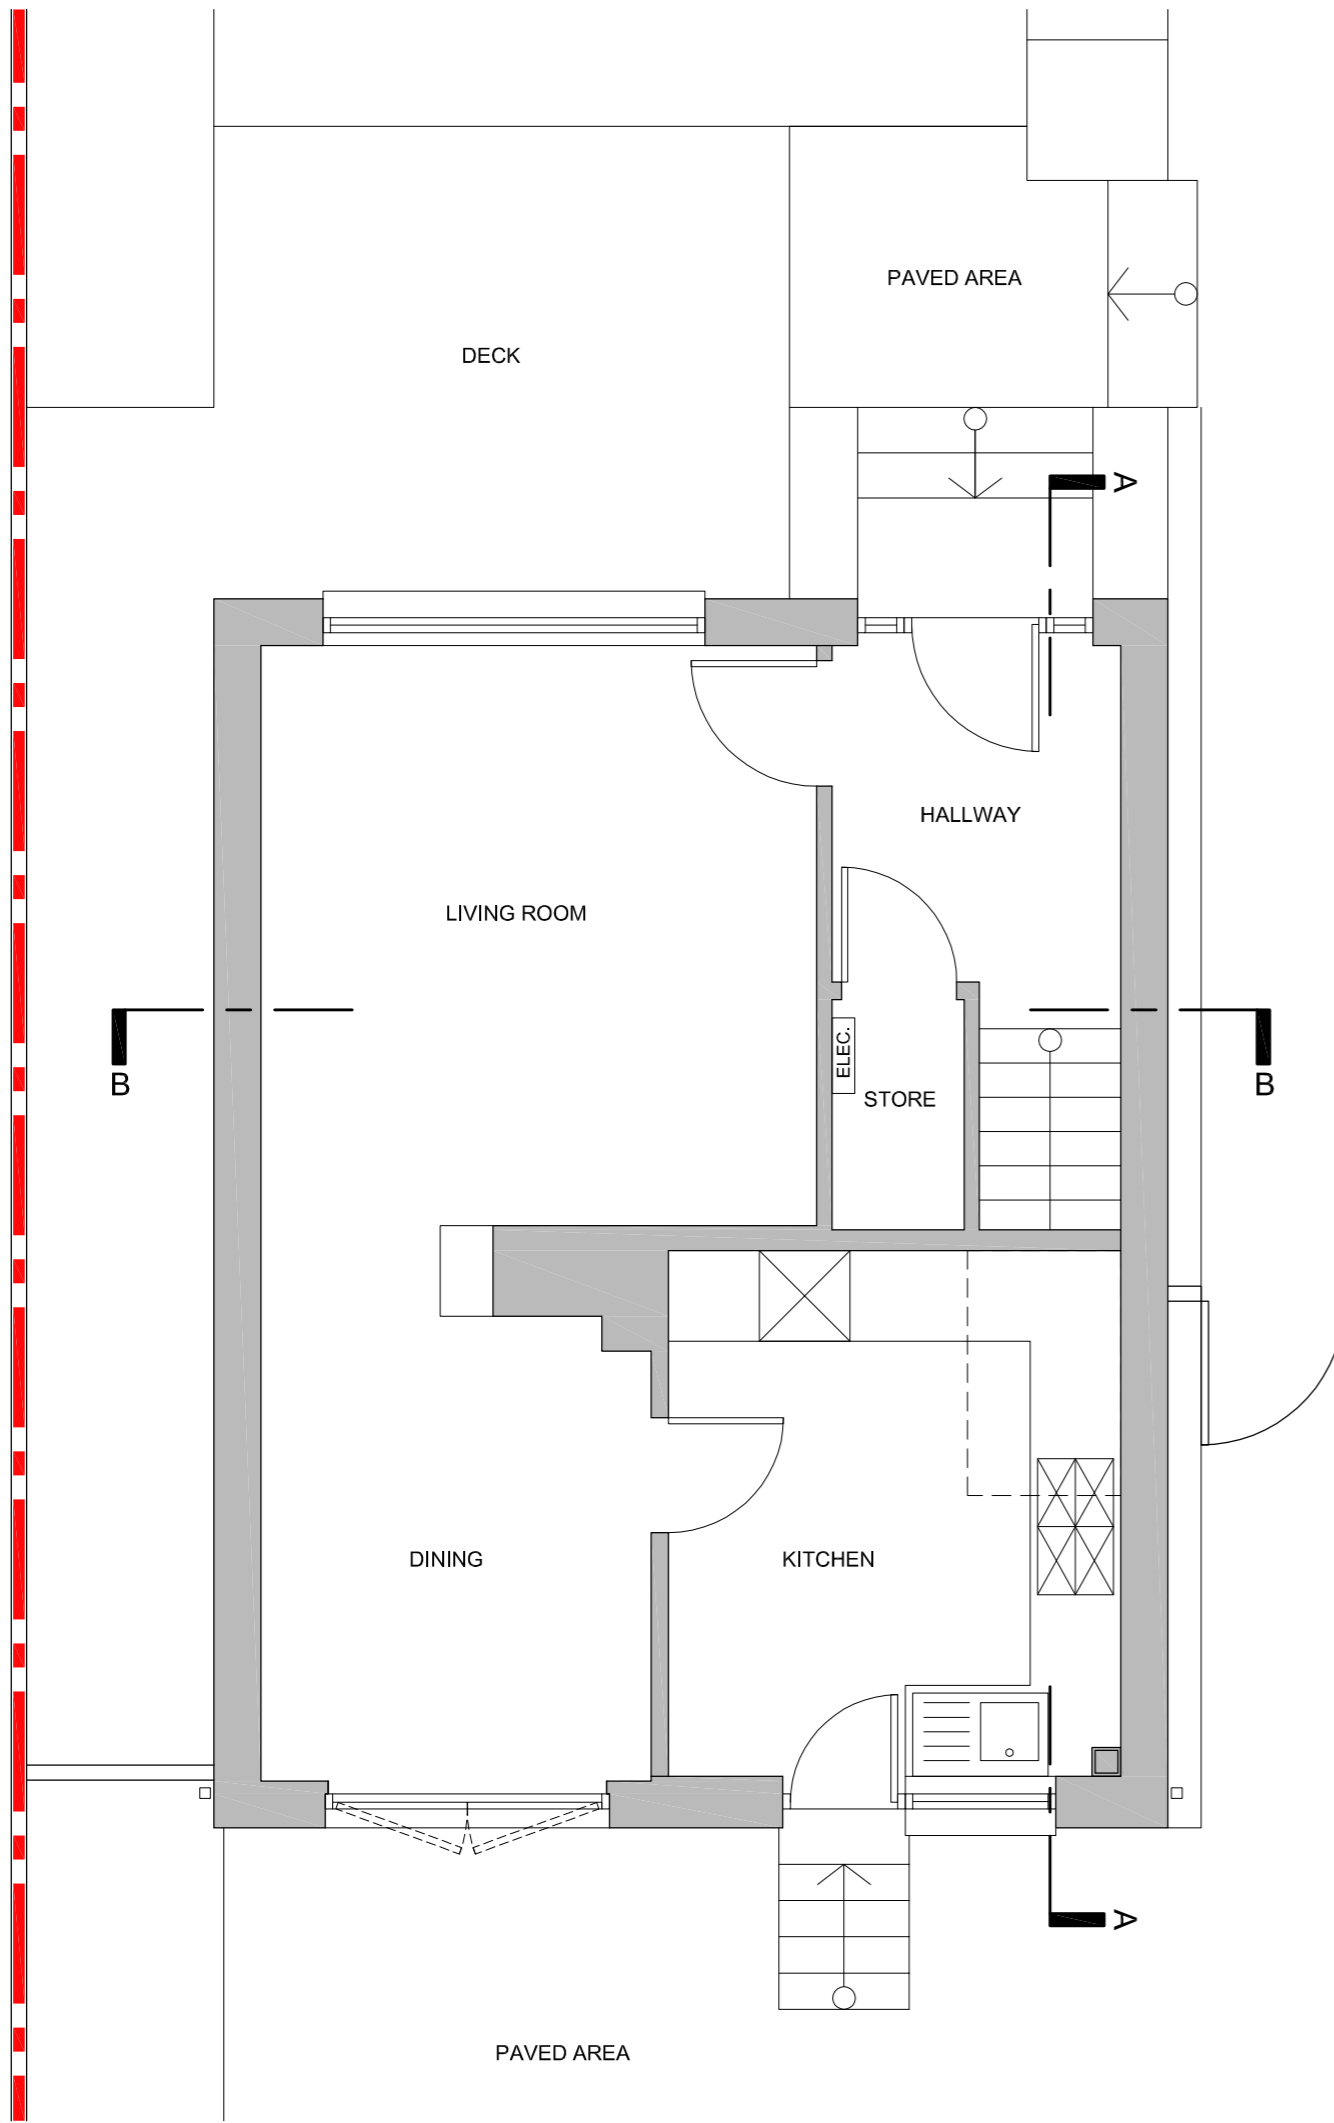 PAVED AREA
DECK
A
HALLWAY
LIVING ROOM
ELEC.
STORE
B
B
DINING
KITCHEN
A
PAVED AREA